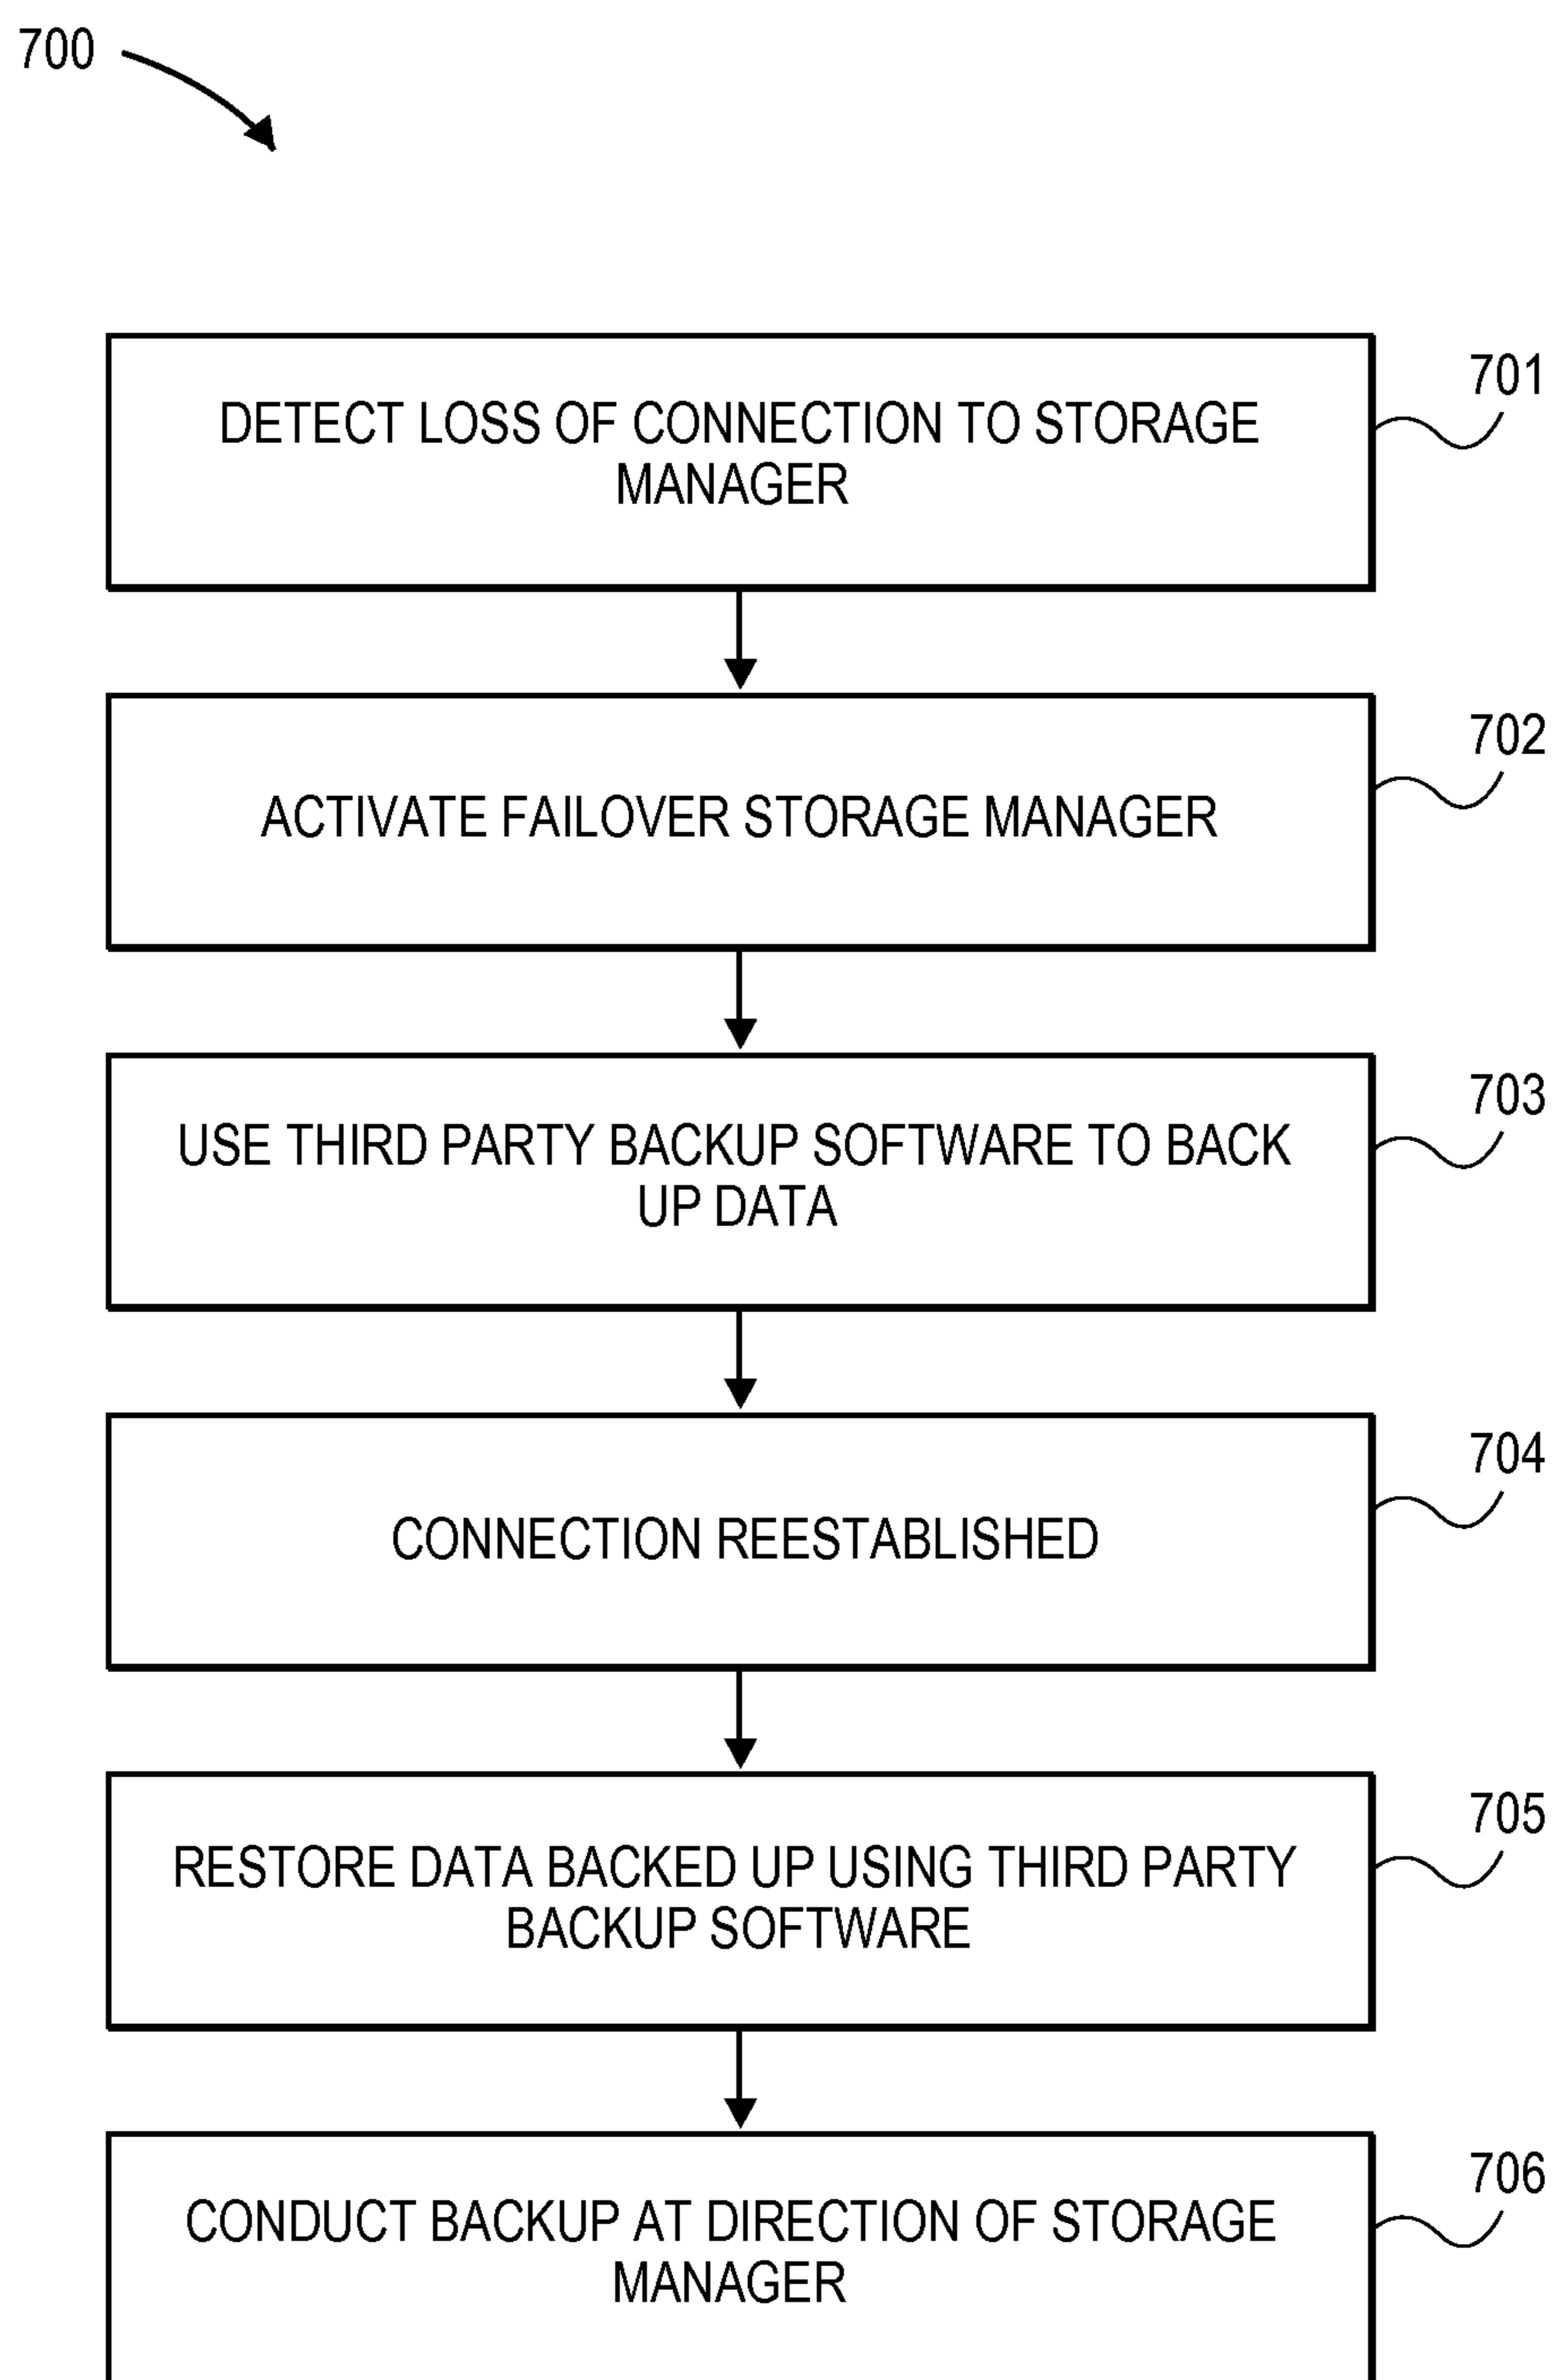 700
701
DETECT LOSS OF CONNECTION TO STORAGE
MANAGER
702
ACTIVATE FAILOVER STORAGE MANAGER
703
USE THIRD PARTY BACKUP SOFTWARE TO BACK
UP DATA
704
CONNECTION REESTABLISHED
705
RESTORE DATA BACKED UP USING THIRD PARTY
BACKUP SOFTWARE
706
CONDUCT BACKUP AT DIRECTION OF STORAGE
MANAGER